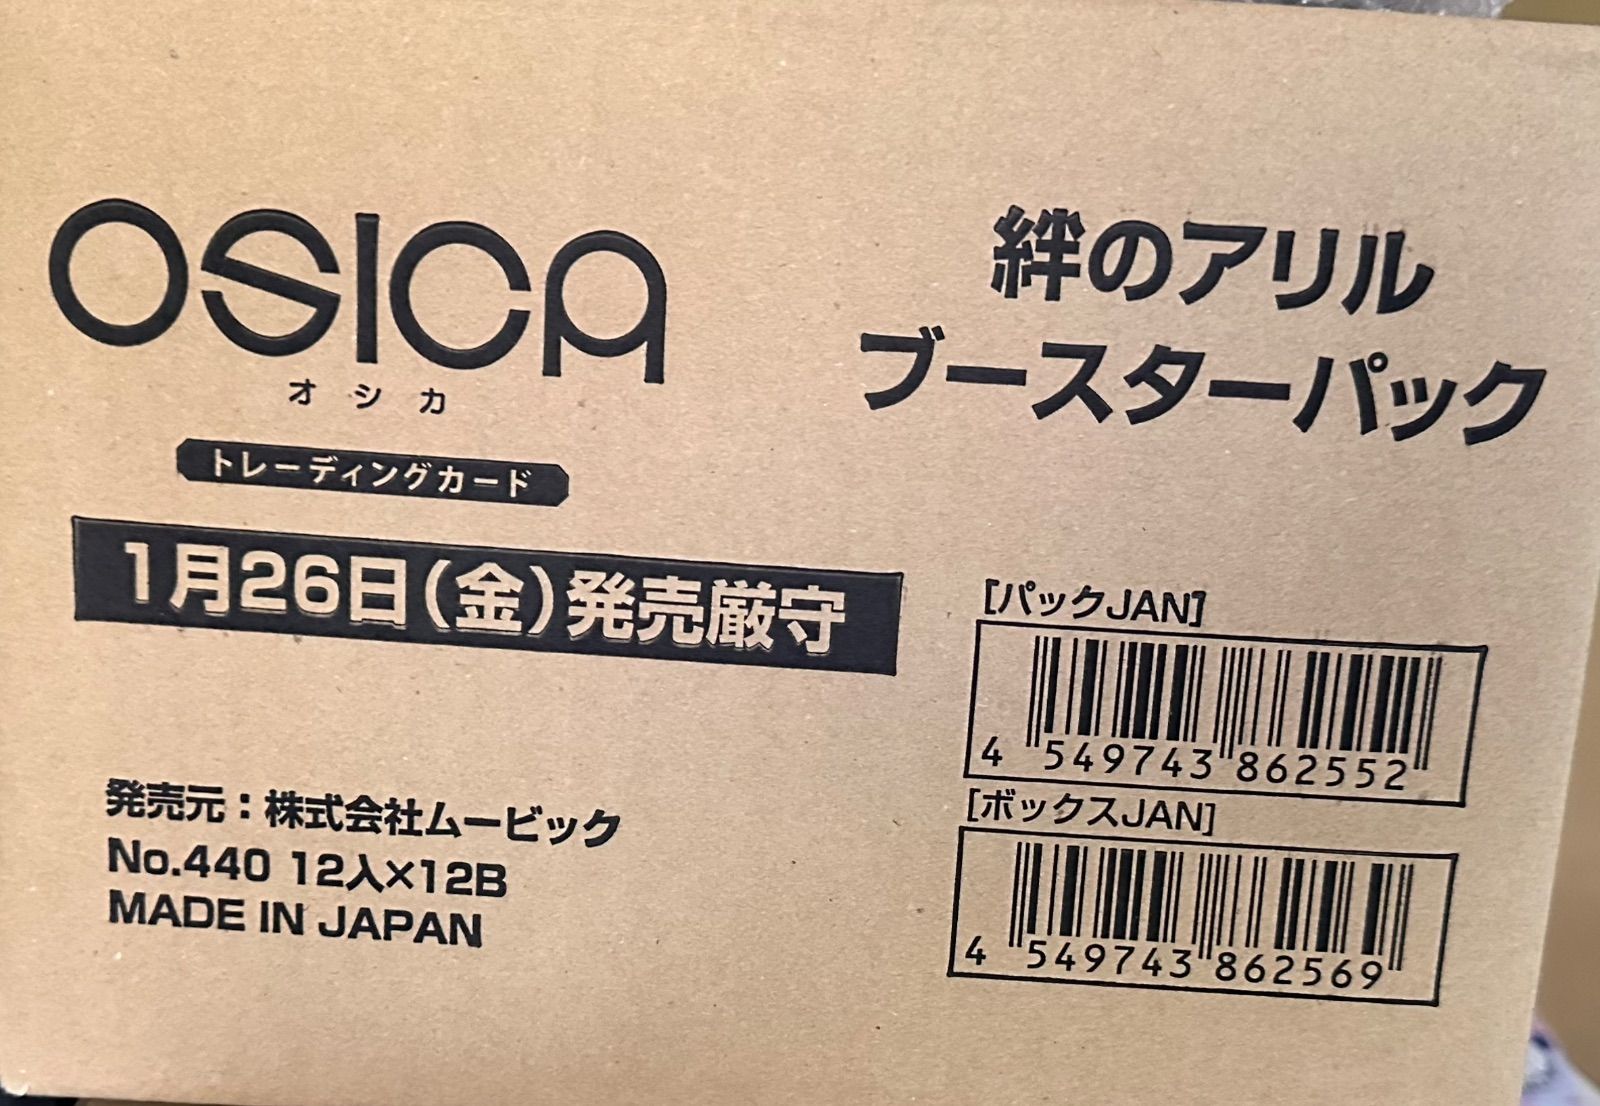 OSICA
オシカ
トレーディングカード
1月26日(金)発売厳守
発売元：株式会社ムービック
No.440 12入×12B
MADE IN JAPAN
絆のアリル
ブースターパック
[パックJAN]
4 549743 862552
[ボックスJAN]
4 549743 862569